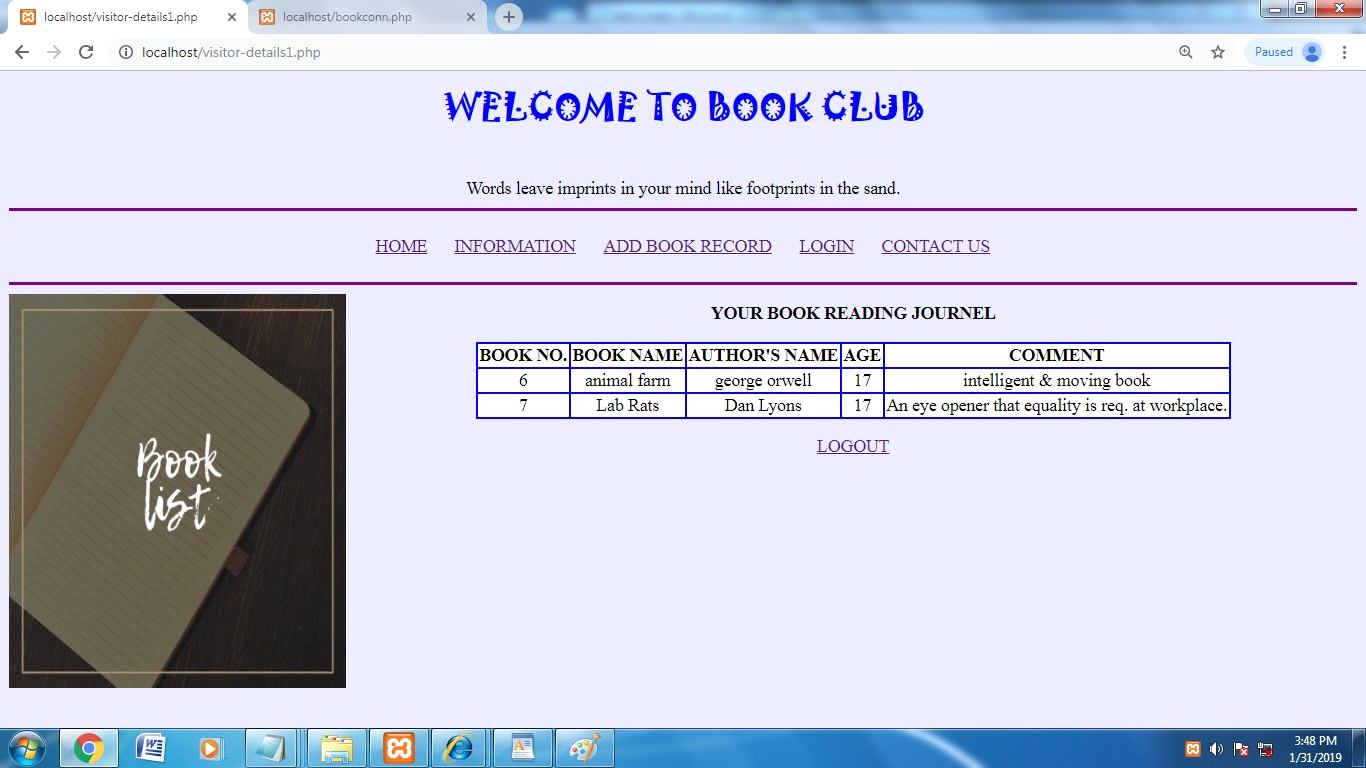 localhost/visitor-details1.php
localhost/bookconn.php
localhost/visitor-details1.php
Paused
WELCOME TO BOOK CLUB
Words leave imprints in your mind like footprints in the sand.
HOME INFORMATION ADD BOOK RECORD LOGIN CONTACT US
YOUR BOOK READING JOURNEL
BOOK NO. BOOK NAME AUTHOR'S NAME AGE COMMENT
6 animal farm george orwell 17 intelligent & moving book
7 Lab Rats Dan Lyons 17 An eye opener that equality is req. at workplace.
LOGOUT
Book
list
3:48 PM
1/31/2019